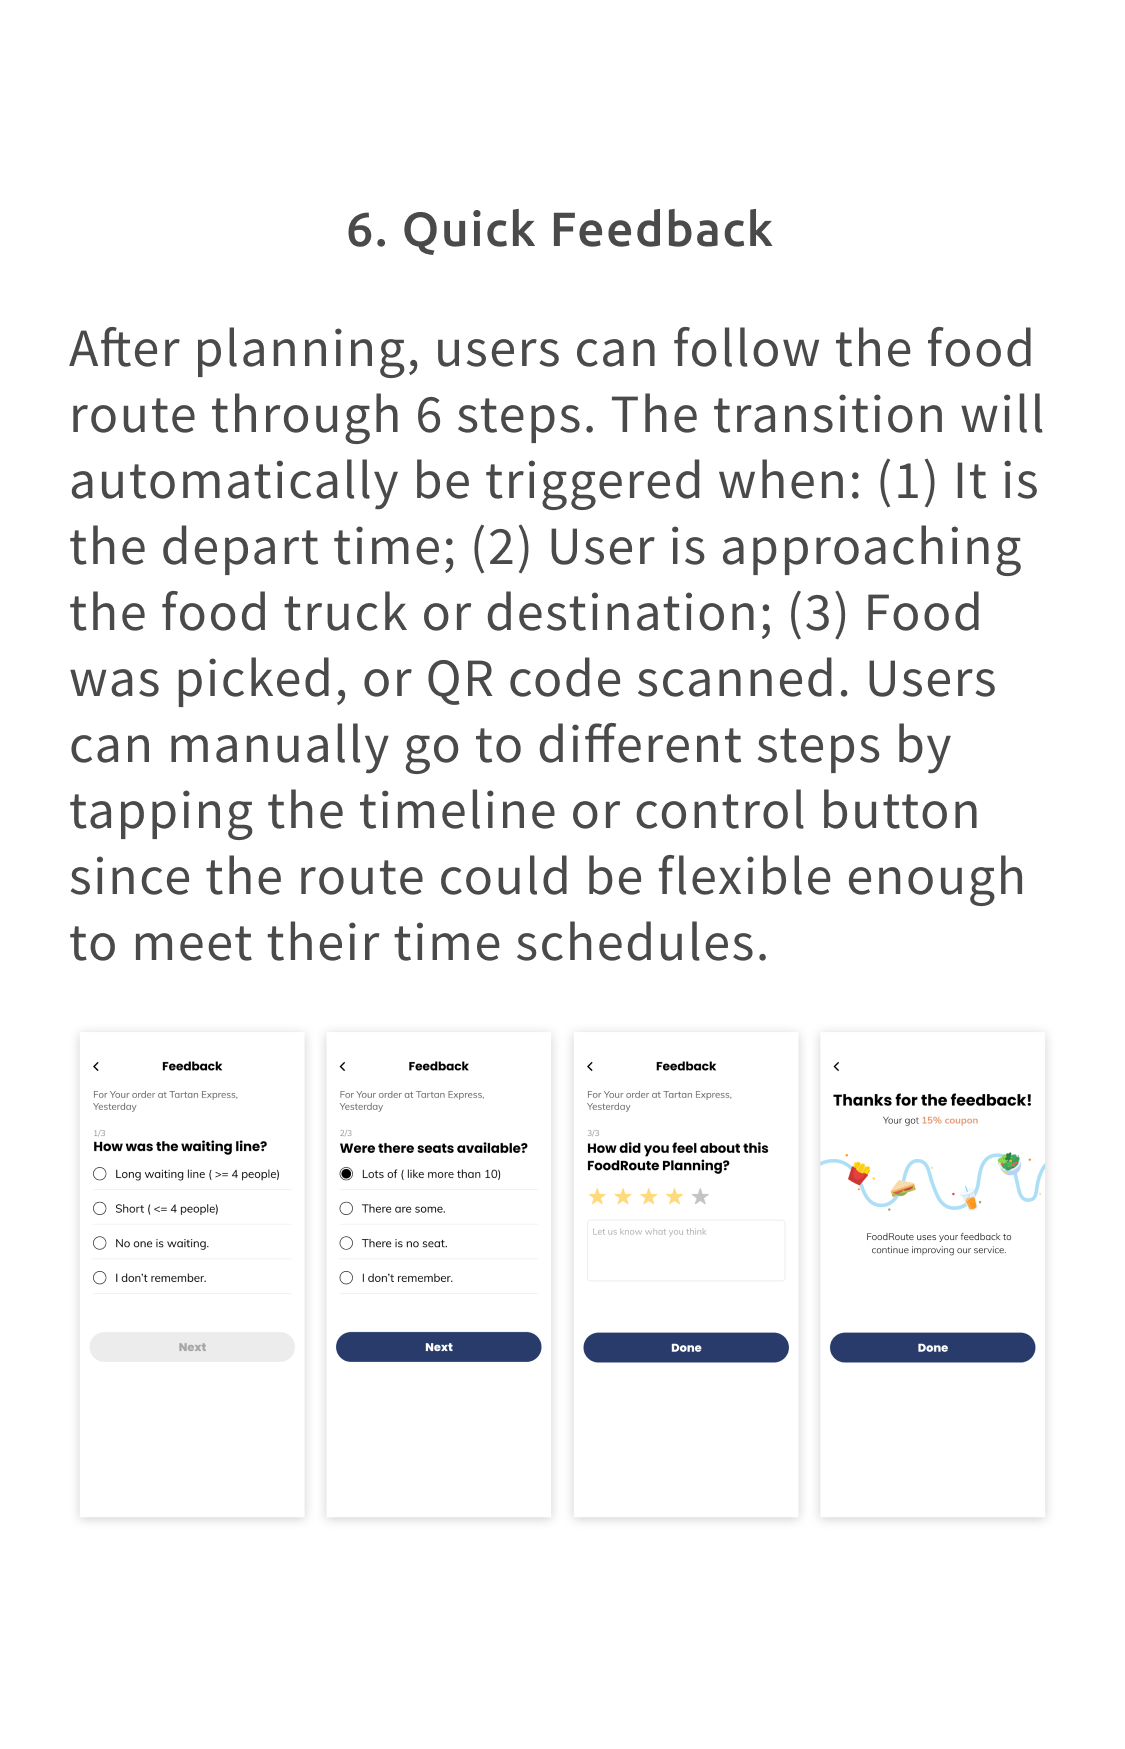 6. Quick Feedback
After planning, users can follow the food
route through 6 steps. The transition will
automatically be triggered when: (1) It is
the depart time; (2) User is approaching
the food truck or destination; (3) Food
was picked, or QR code scanned. Users
can manually go to different steps by
tapping the timeline or control button
since the route could be flexible enough
to meet their time schedules.
Feedback
For Your order at Tartan Express,
Yesterday
1/3
How was the waiting line?
Long waiting line ( >= 4 people)
Short ( <= 4 people)
No one is waiting.
I don't remember.
Next
Feedback
For Your order at Tartan Express,
Yesterday
2/3
Were there seats available?
Lots of ( like more than 10)
There are some.
There is no seat.
I don't remember.
Next
Feedback
For Your order at Tartan Express,
Yesterday
3/3
How did you feel about this
FoodRoute Planning?
Let us know what you think
Done
Thanks for the feedback!
Your got 15% coupon
FoodRoute uses your feedback to
continue improving our service.
Done